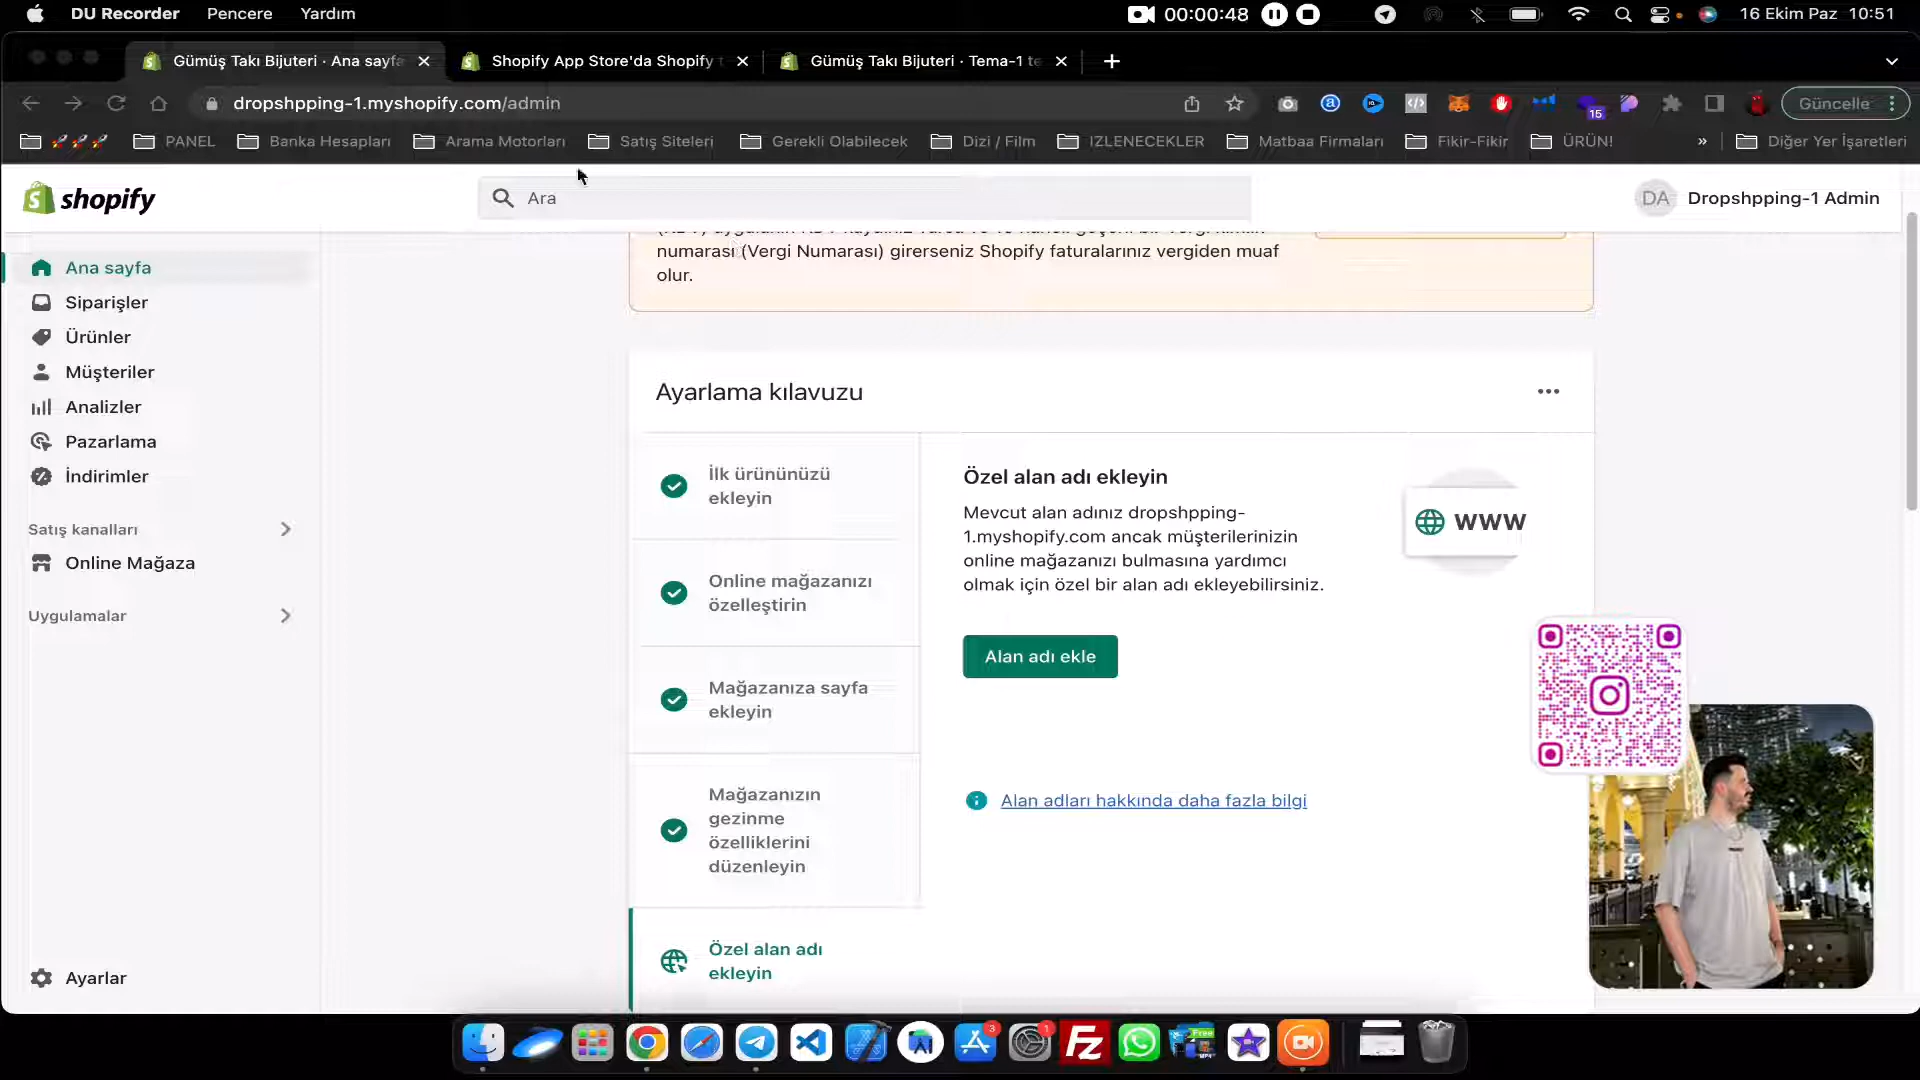 DU Recorder Pencere Yardım 00:00:48 16 Ekim Paz 10:51
Gümüş Takı Bijuteri · Ana sayfa Shopify App Store'da Shopify t Gümüş Takı Bijuteri · Tema-1 te
dropshpping-1.myshopify.com/admin 15 Güncelle
PANEL Banka Hesapları Arama Motorları Satış Siteleri Gerekli Olabilecek Dizi / Film IZLENECEKLER Matbaa Firmaları Fikir-Fikir ÜRÜN! » Diğer Yer İşaretleri
shopify Ara DA Dropshpping-1 Admin
numarası (Vergi Numarası) girerseniz Shopify faturalarınız vergiden muaf
olur.
Ana sayfa
Siparişler
Ürünler
Müşteriler
Analizler
Pazarlama
İndirimler
Satış kanalları
Online Mağaza
Uygulamalar
Ayarlar
Ayarlama kılavuzu
İlk ürününüzü
ekleyin
Online mağazanızı
özelleştirin
Mağazanıza sayfa
ekleyin
Mağazanızın
gezinme
özelliklerini
düzenleyin
Özel alan adı
ekleyin
Özel alan adı ekleyin
Mevcut alan adınız dropshpping-
1.myshopify.com ancak müşterilerinizin
online mağazanızı bulmasına yardımcı
olmak için özel bir alan adı ekleyebilirsiniz.
WWW
Alan adı ekle
Alan adları hakkında daha fazla bilgi
3 1 Fz Free MP4